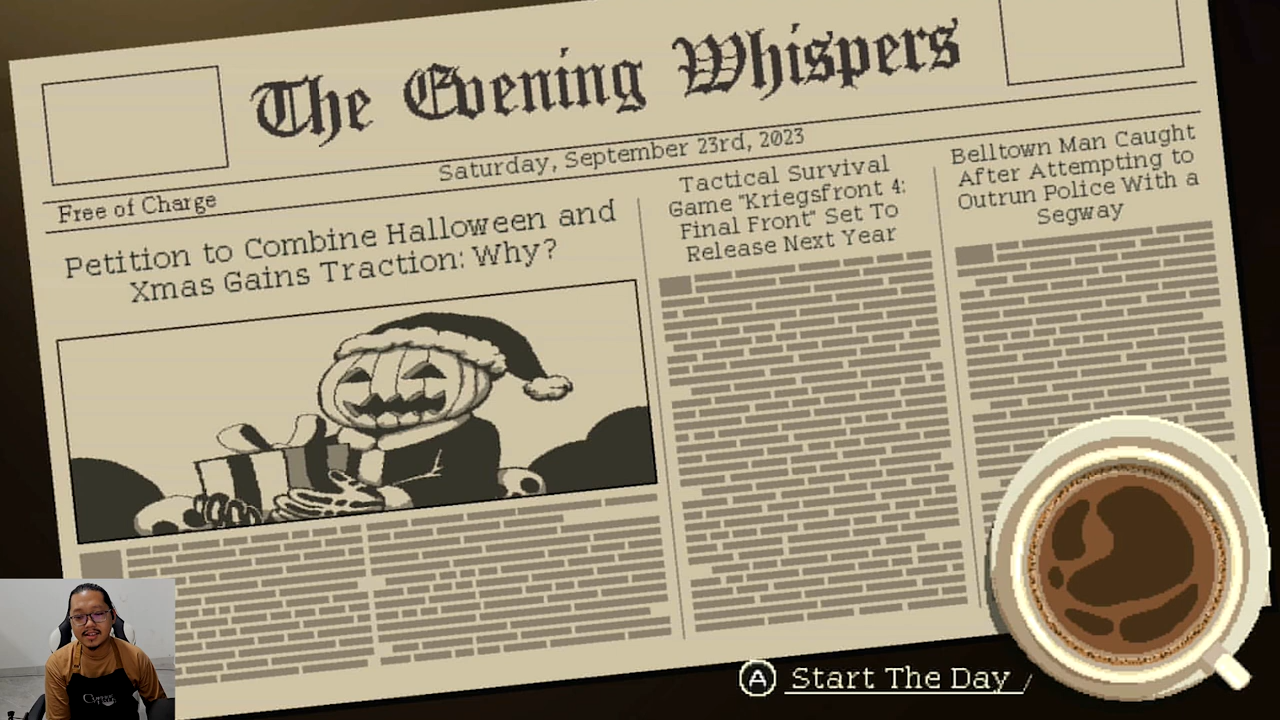 The Evening Whispers
Saturday, September 23rd, 2023
Free of Charge
Petition to Combine Halloween and
Xmas Gains Traction: Why?
Tactical Survival
Game "Kriegsfront 4:
Final Front" Set To
Release Next Year
Belltown Man Caught
After Attempting to
Outrun Police With a
Segway
A Start The Day